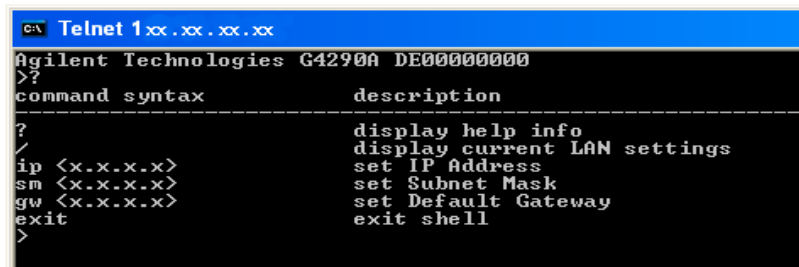 Telnet 1xx.xx.xx.xx
Agilent Technologies G4290A DE00000000
>?
command syntax description
--------------------------------------------------------------------
? display help info
/ display current LAN settings
ip <x.x.x.x> set IP Address
sm <x.x.x.x> set Subnet Mask
gw <x.x.x.x> set Default Gateway
exit exit shell
>